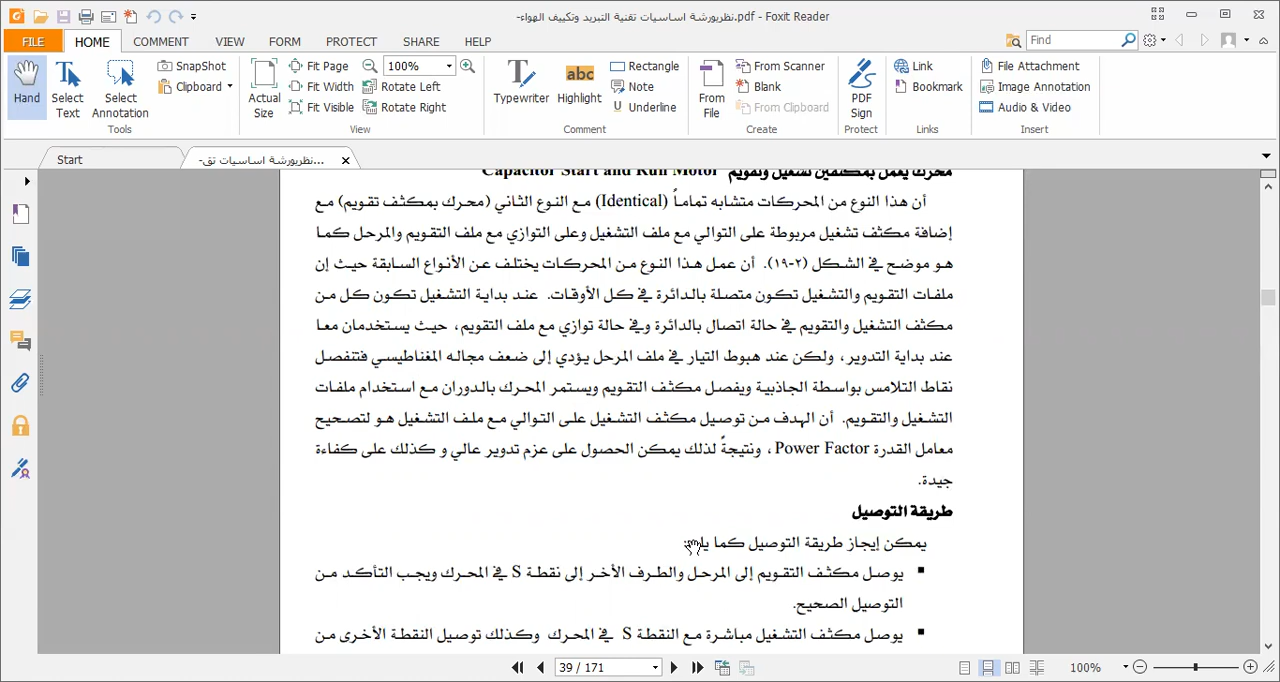 نظريورشة اساسيات تقنية التبريد وتكييف الهواء-.pdf - Foxit Reader
FILE HOME COMMENT VIEW FORM PROTECT SHARE HELP
Find
Hand
Select Text
Select Annotation
SnapShot
Clipboard
Tools
Actual Size
Fit Page
Fit Width
Fit Visible
100%
Rotate Left
Rotate Right
View
Typewriter
Highlight
Rectangle
Note
Underline
Comment
From File
From Scanner
Blank
From Clipboard
Create
PDF Sign
Protect
Link
Bookmark
Links
File Attachment
Image Annotation
Audio & Video
Insert
Start
نظريورشة اساسيات تق-...
محرك يعمل بمكثفين تشغيل وتقويم Capacitor Start and Run Motor
أن هذا النوع من المحركات متشابه تماماً (Identical) مع النوع الثاني (محرك بمكثف تقويم) مع
إضافة مكثف تشغيل مربوطة على التوالي مع ملف التشغيل وعلى التوازي مع ملف التقويم والمرحل كما
هو موضح في الشكل (٢-١٩). أن عمل هذا النوع من المحركات يختلف عن الأنواع السابقة حيث إن
ملفات التقويم والتشغيل تكون متصلة بالدائرة في كل الأوقات. عند بداية التشغيل تكون كل من
مكثف التشغيل والتقويم في حالة اتصال بالدائرة وفي حالة توازي مع ملف التقويم، حيث يستخدمان معا
عند بداية التدوير، ولكن عند هبوط التيار في ملف المرحل يؤدي إلى ضعف مجاله المغناطيسي فتنفصل
نقاط التلامس بواسطة الجاذبية ويفصل مكثف التقويم ويستمر المحرك بالدوران مع استخدام ملفات
التشغيل والتقويم. أن الهدف من توصيل مكثف التشغيل على التوالي مع ملف التشغيل هو لتصحيح
معامل القدرة Power Factor ، ونتيجةً لذلك يمكن الحصول على عزم تدوير عالي و كذلك على كفاءة
جيدة.
طريقة التوصيل
يمكن إيجاز طريقة التوصيل كما
▪ يوصل مكثف التقويم إلى المرحل والطرف الأخر إلى نقطة S في المحرك ويجب التأكد من
التوصيل الصحيح.
▪ يوصل مكثف التشغيل مباشرة مع النقطة S في المحرك وكذلك توصيل النقطة الأخرى من
39 / 171
100%